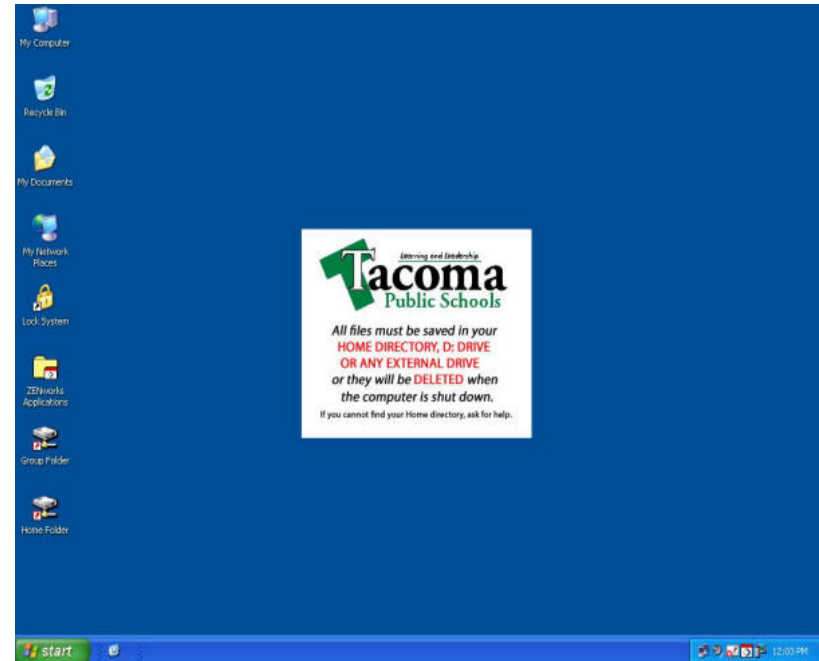 My Computer
Recycle Bin
My Documents
My Network
Places
Lock System
ZENworks
Applications
Group Folder
Home Folder
Learning and Leadership
Tacoma
Public Schools
All files must be saved in your
HOME DIRECTORY, D: DRIVE
OR ANY EXTERNAL DRIVE
or they will be DELETED when
the computer is shut down.
If you cannot find your Home directory, ask for help.
start
12:03 PM